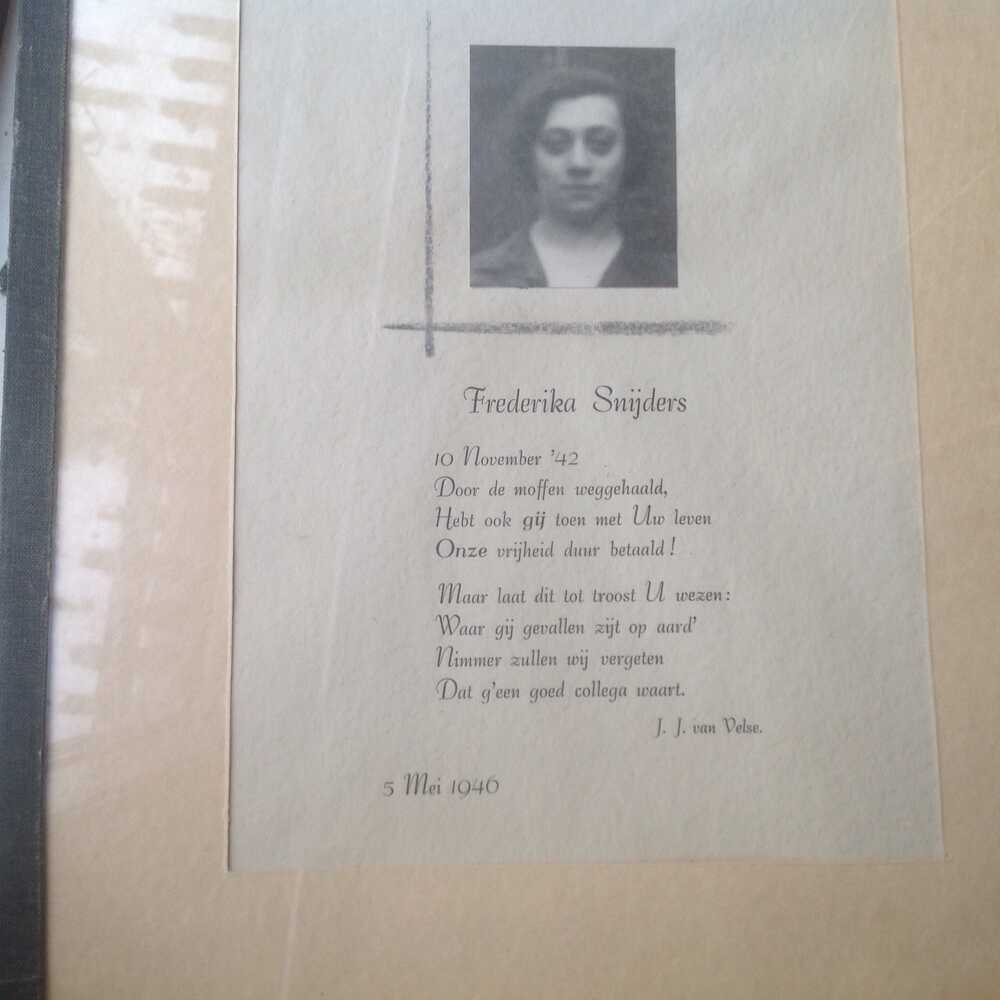 Frederika Snijders
10 November '42
Door de moffen weggehaald,
Hebt ook gij toen met Uw leven
Onze vrijheid duur betaald!
Maar laat dit tot troost U wezen:
Waar gij gevallen zijt op aard'
Nimmer zullen wij vergeten
Dat g'een goed collega waart.
J. J. van Velse.
5 Mei 1946